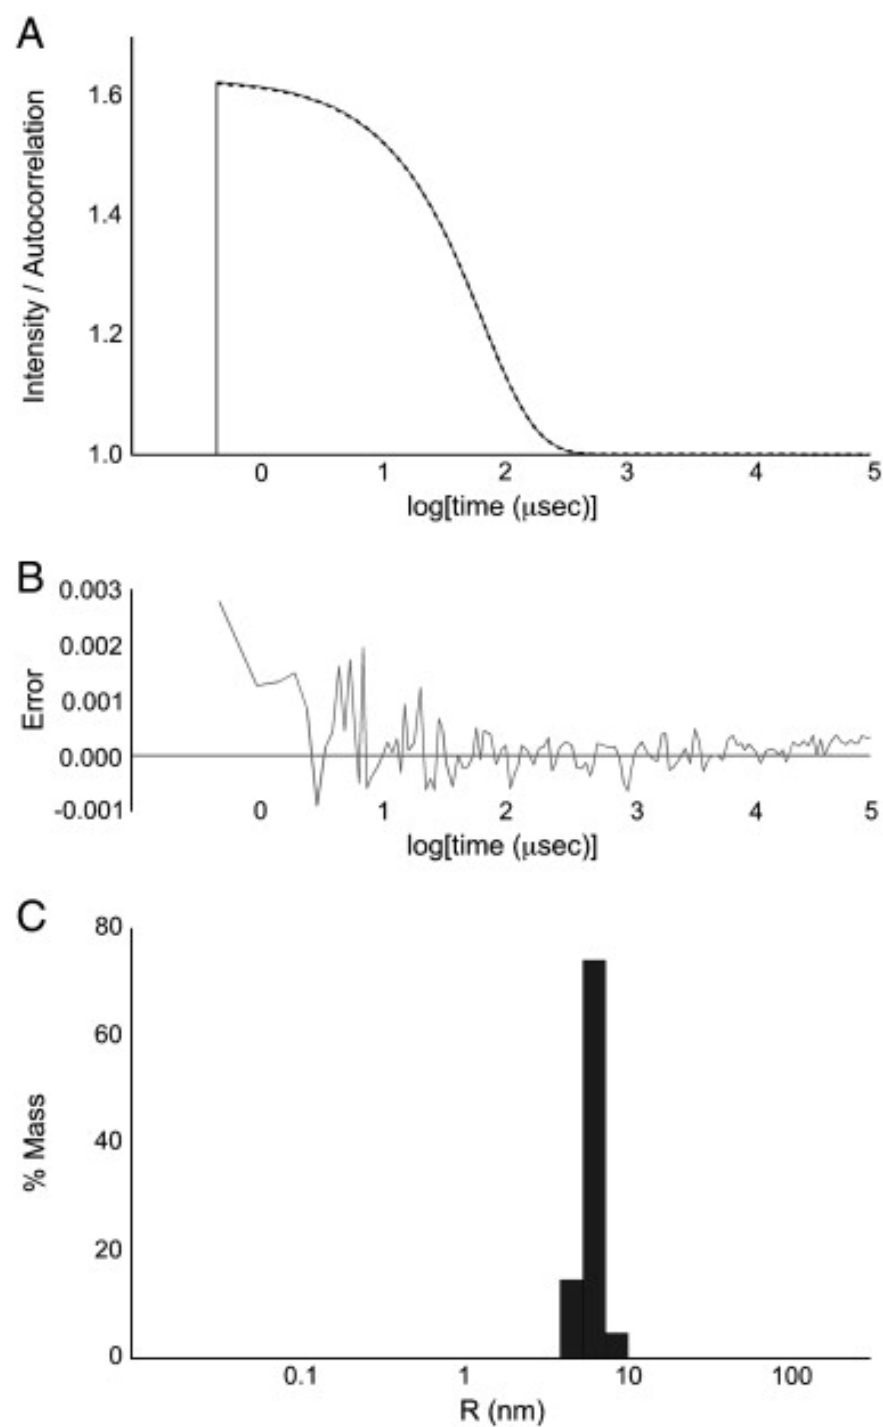 A
Intensity / Autocorrelation
1.6
1.4
1.2
1.0
0 1 2 3 4 5
log[time (μsec)]
B
Error
0.003
0.002
0.001
0.000
-0.001
0 1 2 3 4 5
log[time (μsec)]
C
% Mass
80
60
40
20
0
0.1 1 10 100
R (nm)